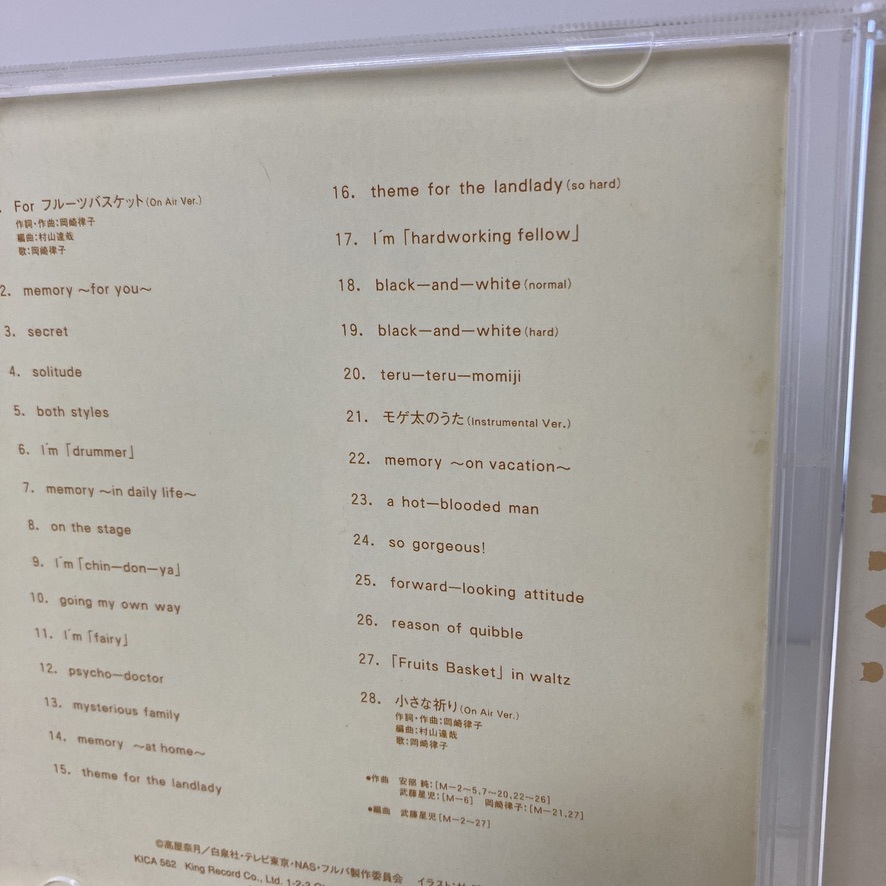 . For フルーツバスケット(On Air Ver.)
作詞・作曲:岡崎律子
編曲:村山達哉
歌:岡崎律子
2. memory ～for you～
3. secret
4. solitude
5. both styles
6. I'm「drummer」
7. memory ～in daily life～
8. on the stage
9. I'm「chin—don—ya」
10. going my own way
11. I'm「fairy」
12. psycho—doctor
13. mysterious family
14. memory ～at home～
15. theme for the landlady
16. theme for the landlady(so hard)
17. I'm「hardworking fellow」
18. black—and—white(normal)
19. black—and—white(hard)
20. teru—teru—momiji
21. モゲ太のうた(Instrumental Ver.)
22. memory ～on vacation～
23. a hot—blooded man
24. so gorgeous!
25. forward—looking attitude
26. reason of quibble
27.「Fruits Basket」in waltz
28. 小さな祈り(On Air Ver.)
作詞・作曲:岡崎律子
編曲:村山達哉
歌:岡崎律子
●作曲 安部 純:[M—2～5,7～20,22～26]
武藤星児:[M—6] 岡崎律子:[M—21,27]
●編曲 武藤星児[M—2～27]
©高屋奈月／白泉社・テレビ東京・NAS・フルバ製作委員会
KICA 562 King Record Co., Ltd.